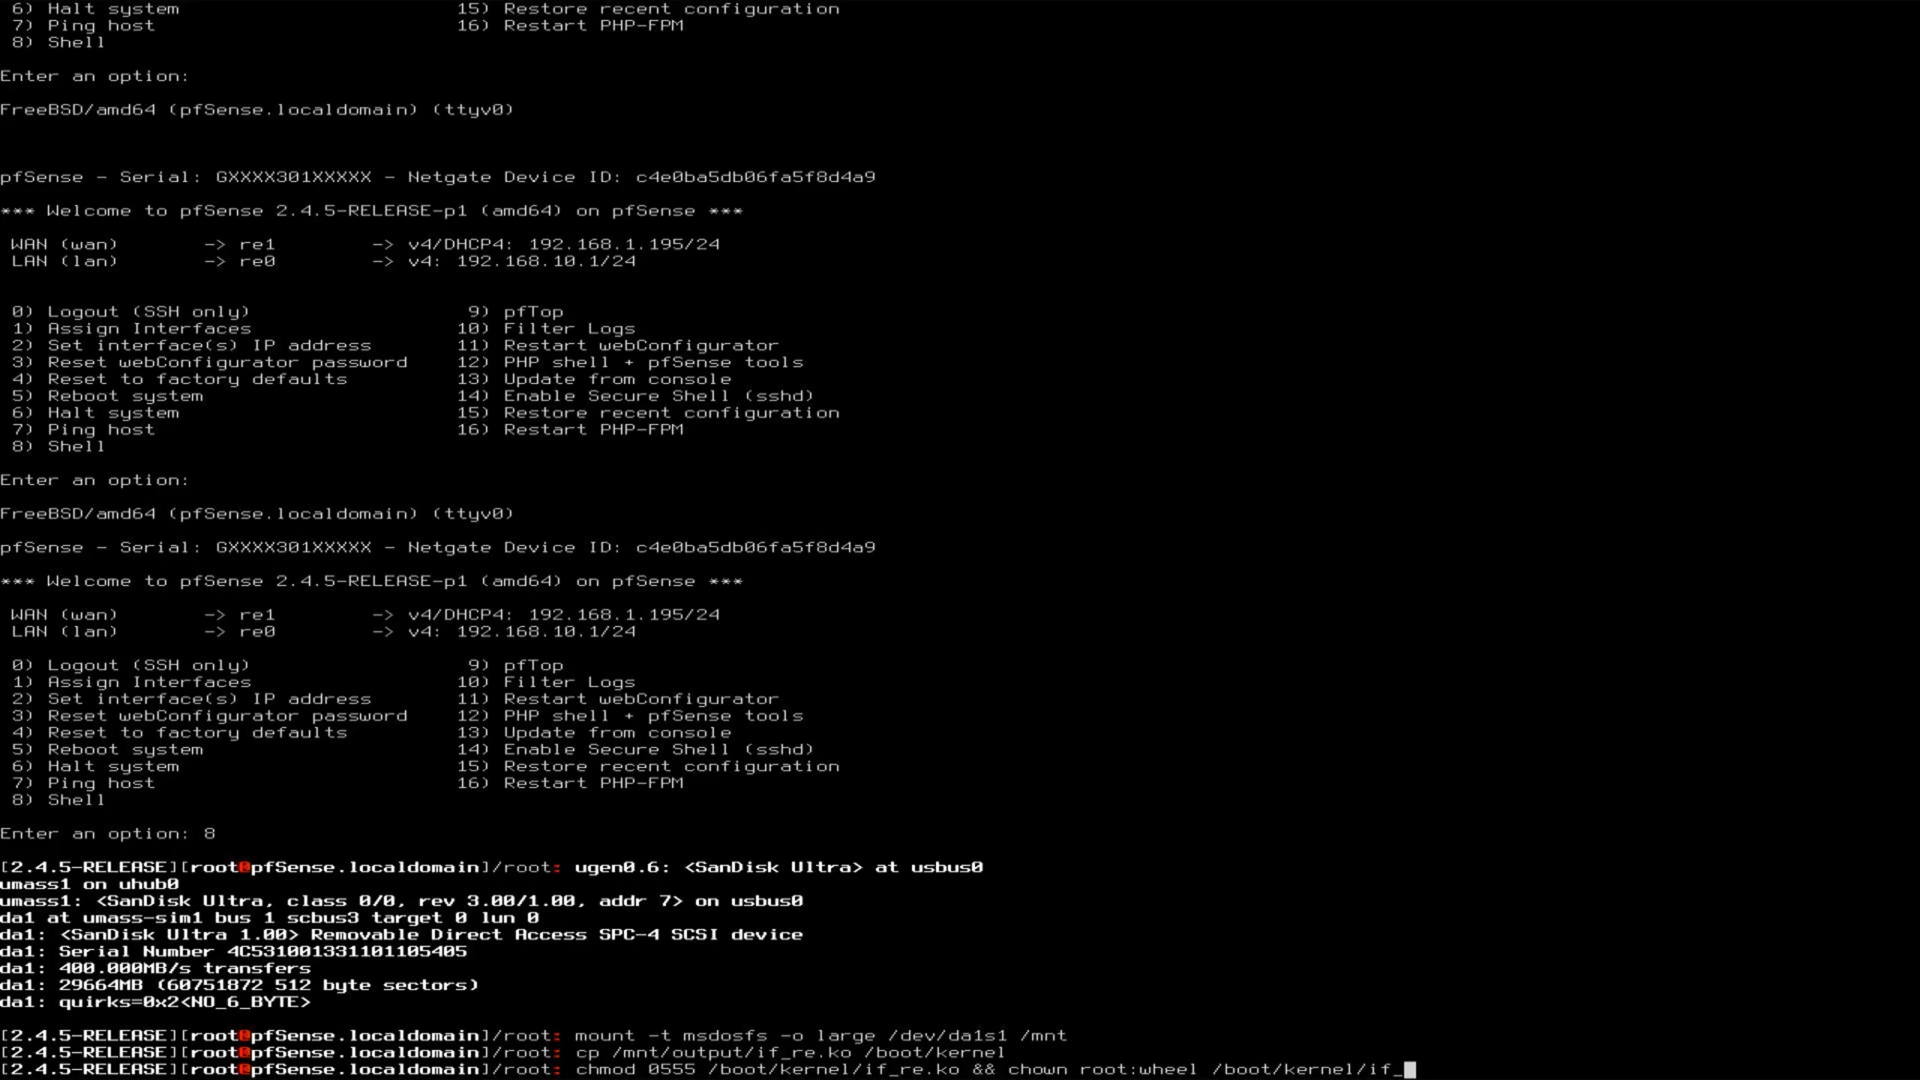 6) Halt system                       15) Restore recent configuration
7) Ping host                         16) Restart PHP-FPM
8) Shell
Enter an option:
FreeBSD/amd64 (pfSense.localdomain) (ttyv0)
pfSense - Serial: GXXXX301XXXXX - Netgate Device ID: c4e0ba5db06fa5f8d4a9
*** Welcome to pfSense 2.4.5-RELEASE-p1 (amd64) on pfSense ***
WAN (wan)       -> re1        -> v4/DHCP4: 192.168.1.195/24
LAN (lan)       -> re0        -> v4: 192.168.10.1/24
0) Logout (SSH only)                  9) pfTop
1) Assign Interfaces                 10) Filter Logs
2) Set interface(s) IP address       11) Restart webConfigurator
3) Reset webConfigurator password    12) PHP shell + pfSense tools
4) Reset to factory defaults         13) Update from console
5) Reboot system                     14) Enable Secure Shell (sshd)
6) Halt system                       15) Restore recent configuration
7) Ping host                         16) Restart PHP-FPM
8) Shell
Enter an option:
FreeBSD/amd64 (pfSense.localdomain) (ttyv0)
pfSense - Serial: GXXXX301XXXXX - Netgate Device ID: c4e0ba5db06fa5f8d4a9
*** Welcome to pfSense 2.4.5-RELEASE-p1 (amd64) on pfSense ***
WAN (wan)       -> re1        -> v4/DHCP4: 192.168.1.195/24
LAN (lan)       -> re0        -> v4: 192.168.10.1/24
0) Logout (SSH only)                  9) pfTop
1) Assign Interfaces                 10) Filter Logs
2) Set interface(s) IP address       11) Restart webConfigurator
3) Reset webConfigurator password    12) PHP shell + pfSense tools
4) Reset to factory defaults         13) Update from console
5) Reboot system                     14) Enable Secure Shell (sshd)
6) Halt system                       15) Restore recent configuration
7) Ping host                         16) Restart PHP-FPM
8) Shell
Enter an option: 8
[2.4.5-RELEASE][root@pfSense.localdomain]/root: ugen0.6: <SanDisk Ultra> at usbus0
umass1 on uhub0
umass1: <SanDisk Ultra, class 0/0, rev 3.00/1.00, addr 7> on usbus0
da1 at umass-sim1 bus 1 scbus3 target 0 lun 0
da1: <SanDisk Ultra 1.00> Removable Direct Access SPC-4 SCSI device
da1: Serial Number 4C531001331101105405
da1: 400.000MB/s transfers
da1: 29664MB (60751872 512 byte sectors)
da1: quirks=0x2<NO_6_BYTE>
[2.4.5-RELEASE][root@pfSense.localdomain]/root: mount -t msdosfs -o large /dev/da1s1 /mnt
[2.4.5-RELEASE][root@pfSense.localdomain]/root: cp /mnt/output/if_re.ko /boot/kernel
[2.4.5-RELEASE][root@pfSense.localdomain]/root: chmod 0555 /boot/kernel/if_re.ko && chown root:wheel /boot/kernel/if_